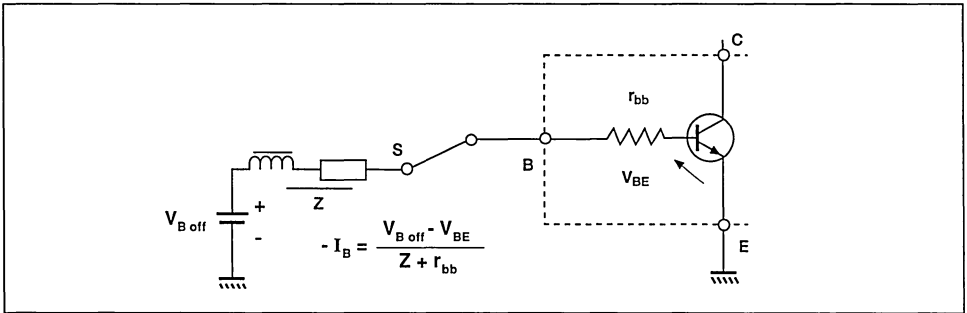 C
r_bb
S
B
V_BE
Z
V_B off
+
-
- I_B = (V_B off - V_BE) / (Z + r_bb)
E